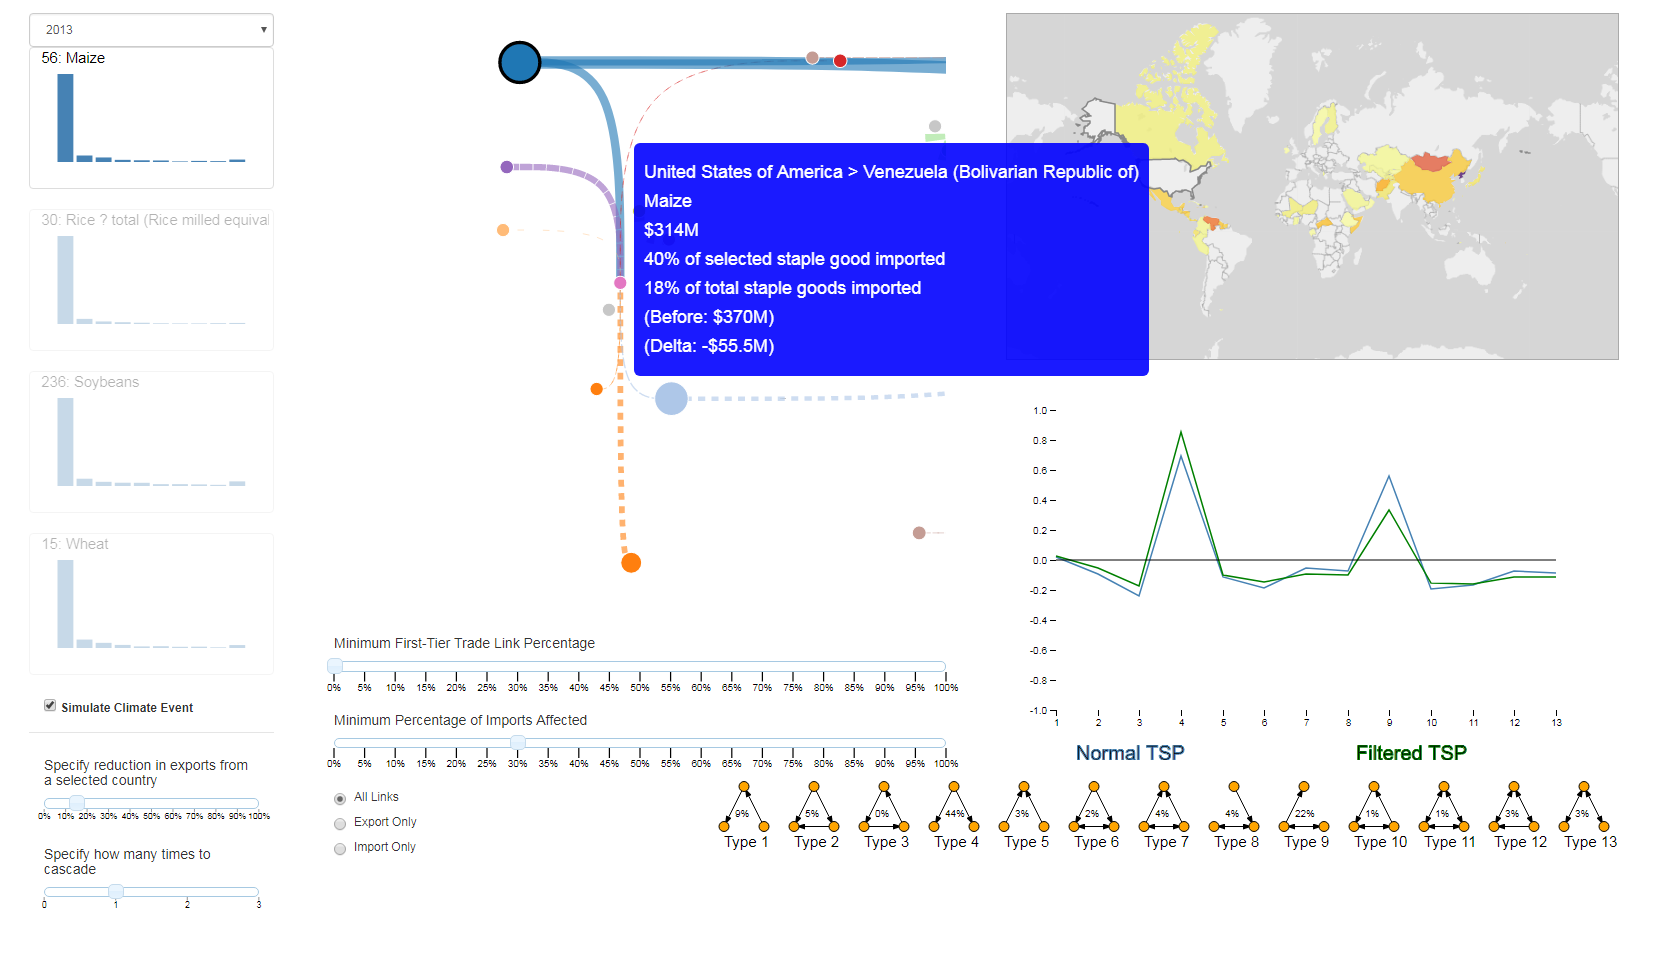 2013
56: Maize
30: Rice ? total (Rice milled equival
236: Soybeans
15: Wheat
Simulate Climate Event
Specify reduction in exports from
a selected country
0% 10% 20% 30% 40% 50% 60% 70% 80% 90% 100%
Specify how many times to
cascade
0 1 2 3
United States of America > Venezuela (Bolivarian Republic of)
Maize
$314M
40% of selected staple good imported
18% of total staple goods imported
(Before: $370M)
(Delta: -$55.5M)
Minimum First-Tier Trade Link Percentage
0% 5% 10% 15% 20% 25% 30% 35% 40% 45% 50% 55% 60% 65% 70% 75% 80% 85% 90% 95% 100%
Minimum Percentage of Imports Affected
0% 5% 10% 15% 20% 25% 30% 35% 40% 45% 50% 55% 60% 65% 70% 75% 80% 85% 90% 95% 100%
All Links
Export Only
Import Only
1.0
0.8
0.6
0.4
0.2
0.0
-0.2
-0.4
-0.6
-0.8
-1.0
1 2 3 4 5 6 7 8 9 10 11 12 13
Normal TSP Filtered TSP
9% 5% 0% 44% 3% 2% 4% 4% 22% 1% 1% 3% 3%
Type 1 Type 2 Type 3 Type 4 Type 5 Type 6 Type 7 Type 8 Type 9 Type 10 Type 11 Type 12 Type 13